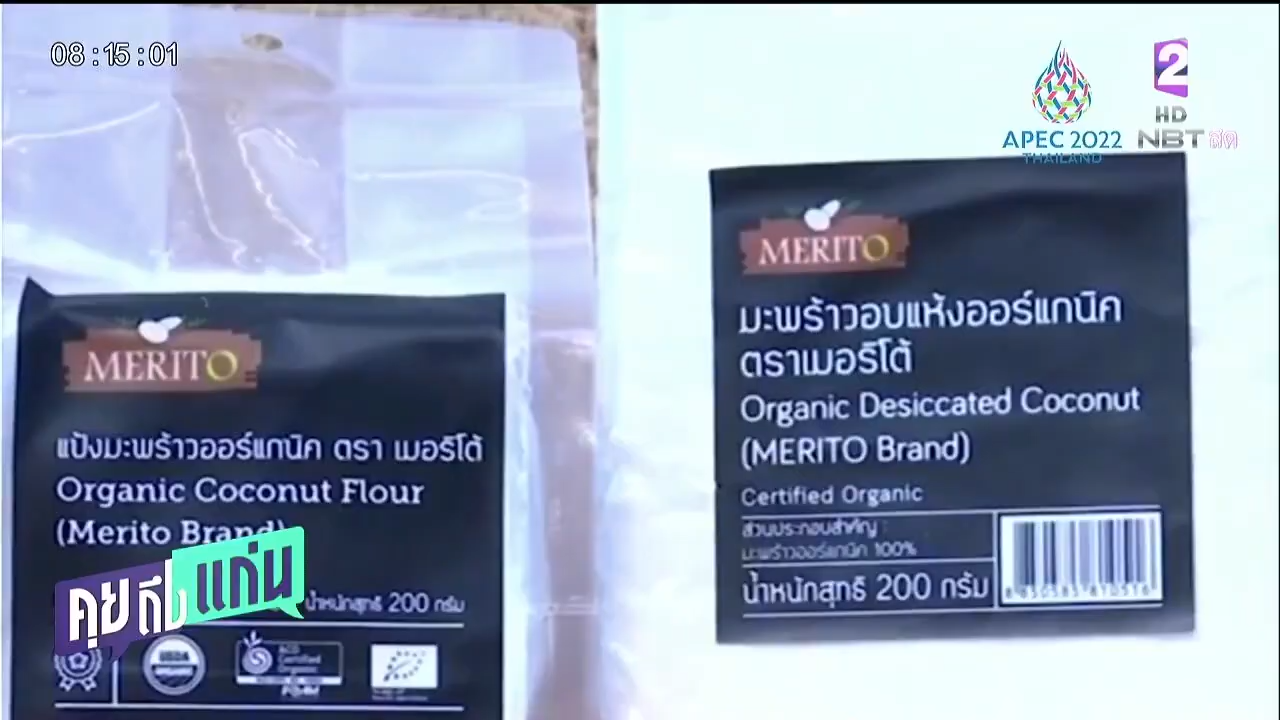 08:15:01
APEC 2022
THAILAND
2
HD
NBT สด
MERITO
แป้งมะพร้าวออร์แกนิค ตรา เมอริโต้
Organic Coconut Flour
(Merito Brand)
น้ำหนักสุทธิ 200 กรัม
USDA
ORGANIC
ACO
Certified
Organic
MERITO
มะพร้าวอบแห้งออร์แกนิค
ตราเมอริโต้
Organic Desiccated Coconut
(MERITO Brand)
Certified Organic
ส่วนประกอบสำคัญ :
มะพร้าวออร์แกนิค 100%
น้ำหนักสุทธิ 200 กรัม
คุยถึงแก่น